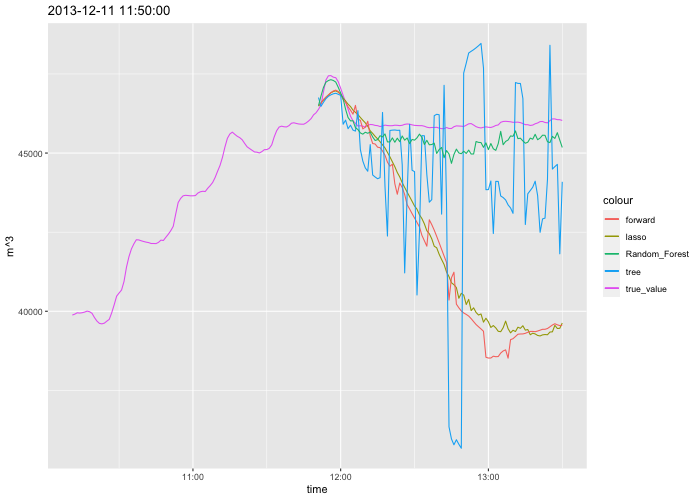 2013-12-11 11:50:00
45000
40000
m^3
11:00
12:00
13:00
time
colour
forward
lasso
Random_Forest
tree
true_value